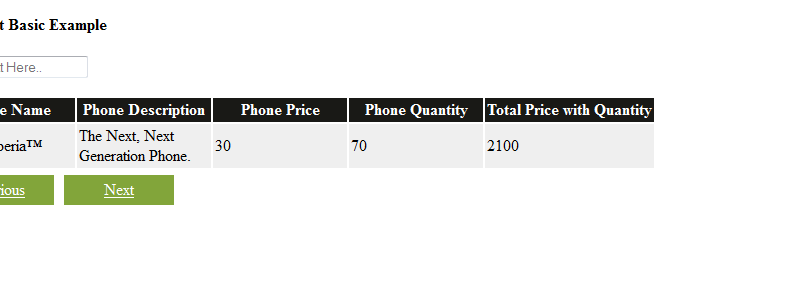 t Basic Example
t Here..
e Name Phone Description Phone Price Phone Quantity Total Price with Quantity
peria™ The Next, Next 30 70 2100
Generation Phone.
ious Next